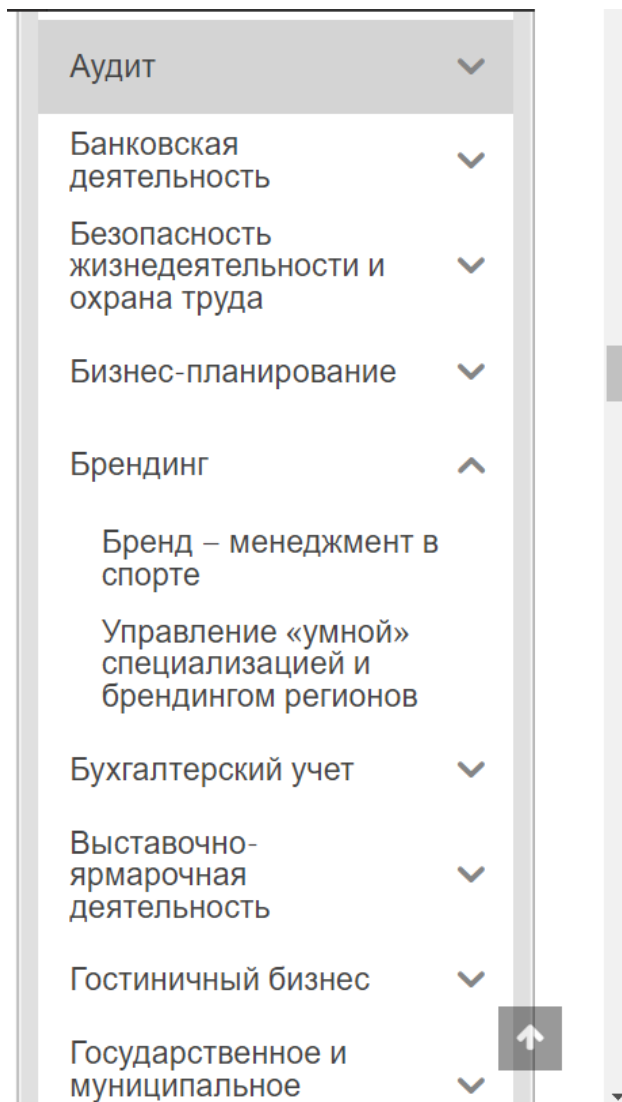 Аудит
Банковская
деятельность
Безопасность
жизнедеятельности и
охрана труда
Бизнес-планирование
Брендинг
Бренд – менеджмент в
спорте
Управление «умной»
специализацией и
брендингом регионов
Бухгалтерский учет
Выставочно-
ярмарочная
деятельность
Гостиничный бизнес
Государственное и
муниципальное